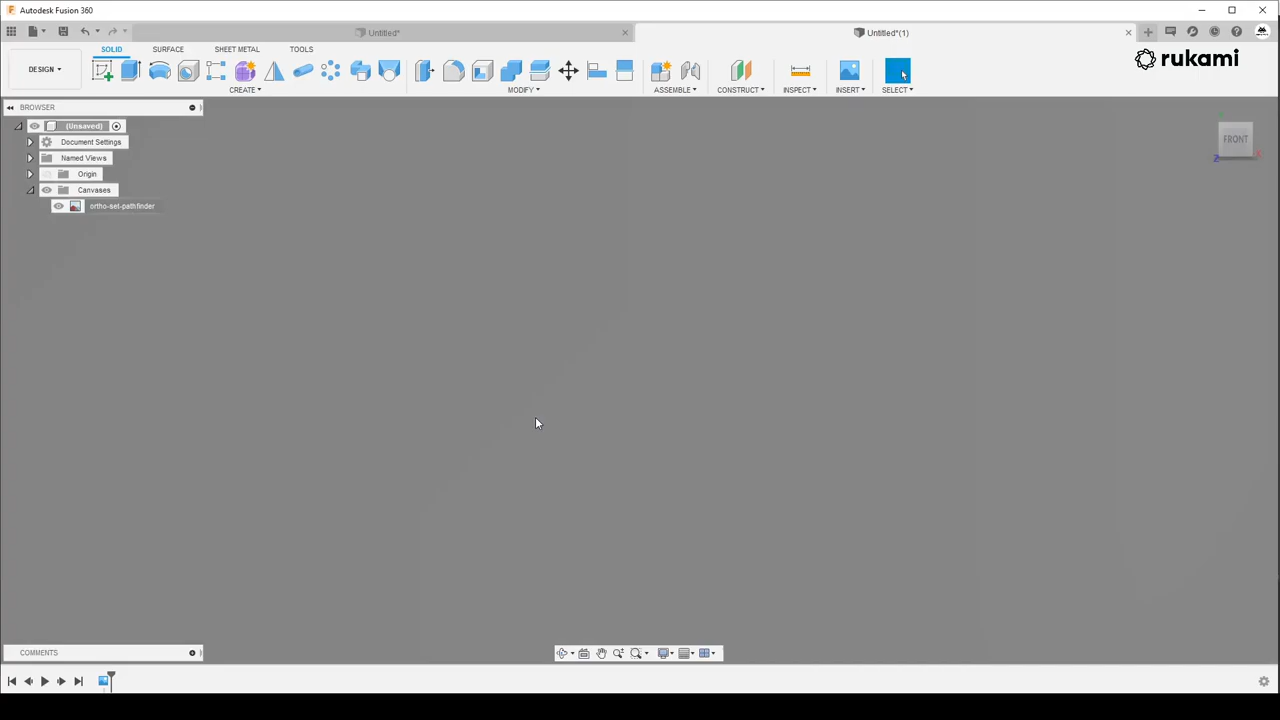 Autodesk Fusion 360
Untitled*
Untitled*(1)
SOLID
SURFACE
SHEET METAL
TOOLS
DESIGN
CREATE
MODIFY
ASSEMBLE
CONSTRUCT
INSPECT
INSERT
SELECT
rukami
BROWSER
(Unsaved)
Document Settings
Named Views
Origin
Canvases
ortho-set-pathfinder
FRONT
X
Z
COMMENTS